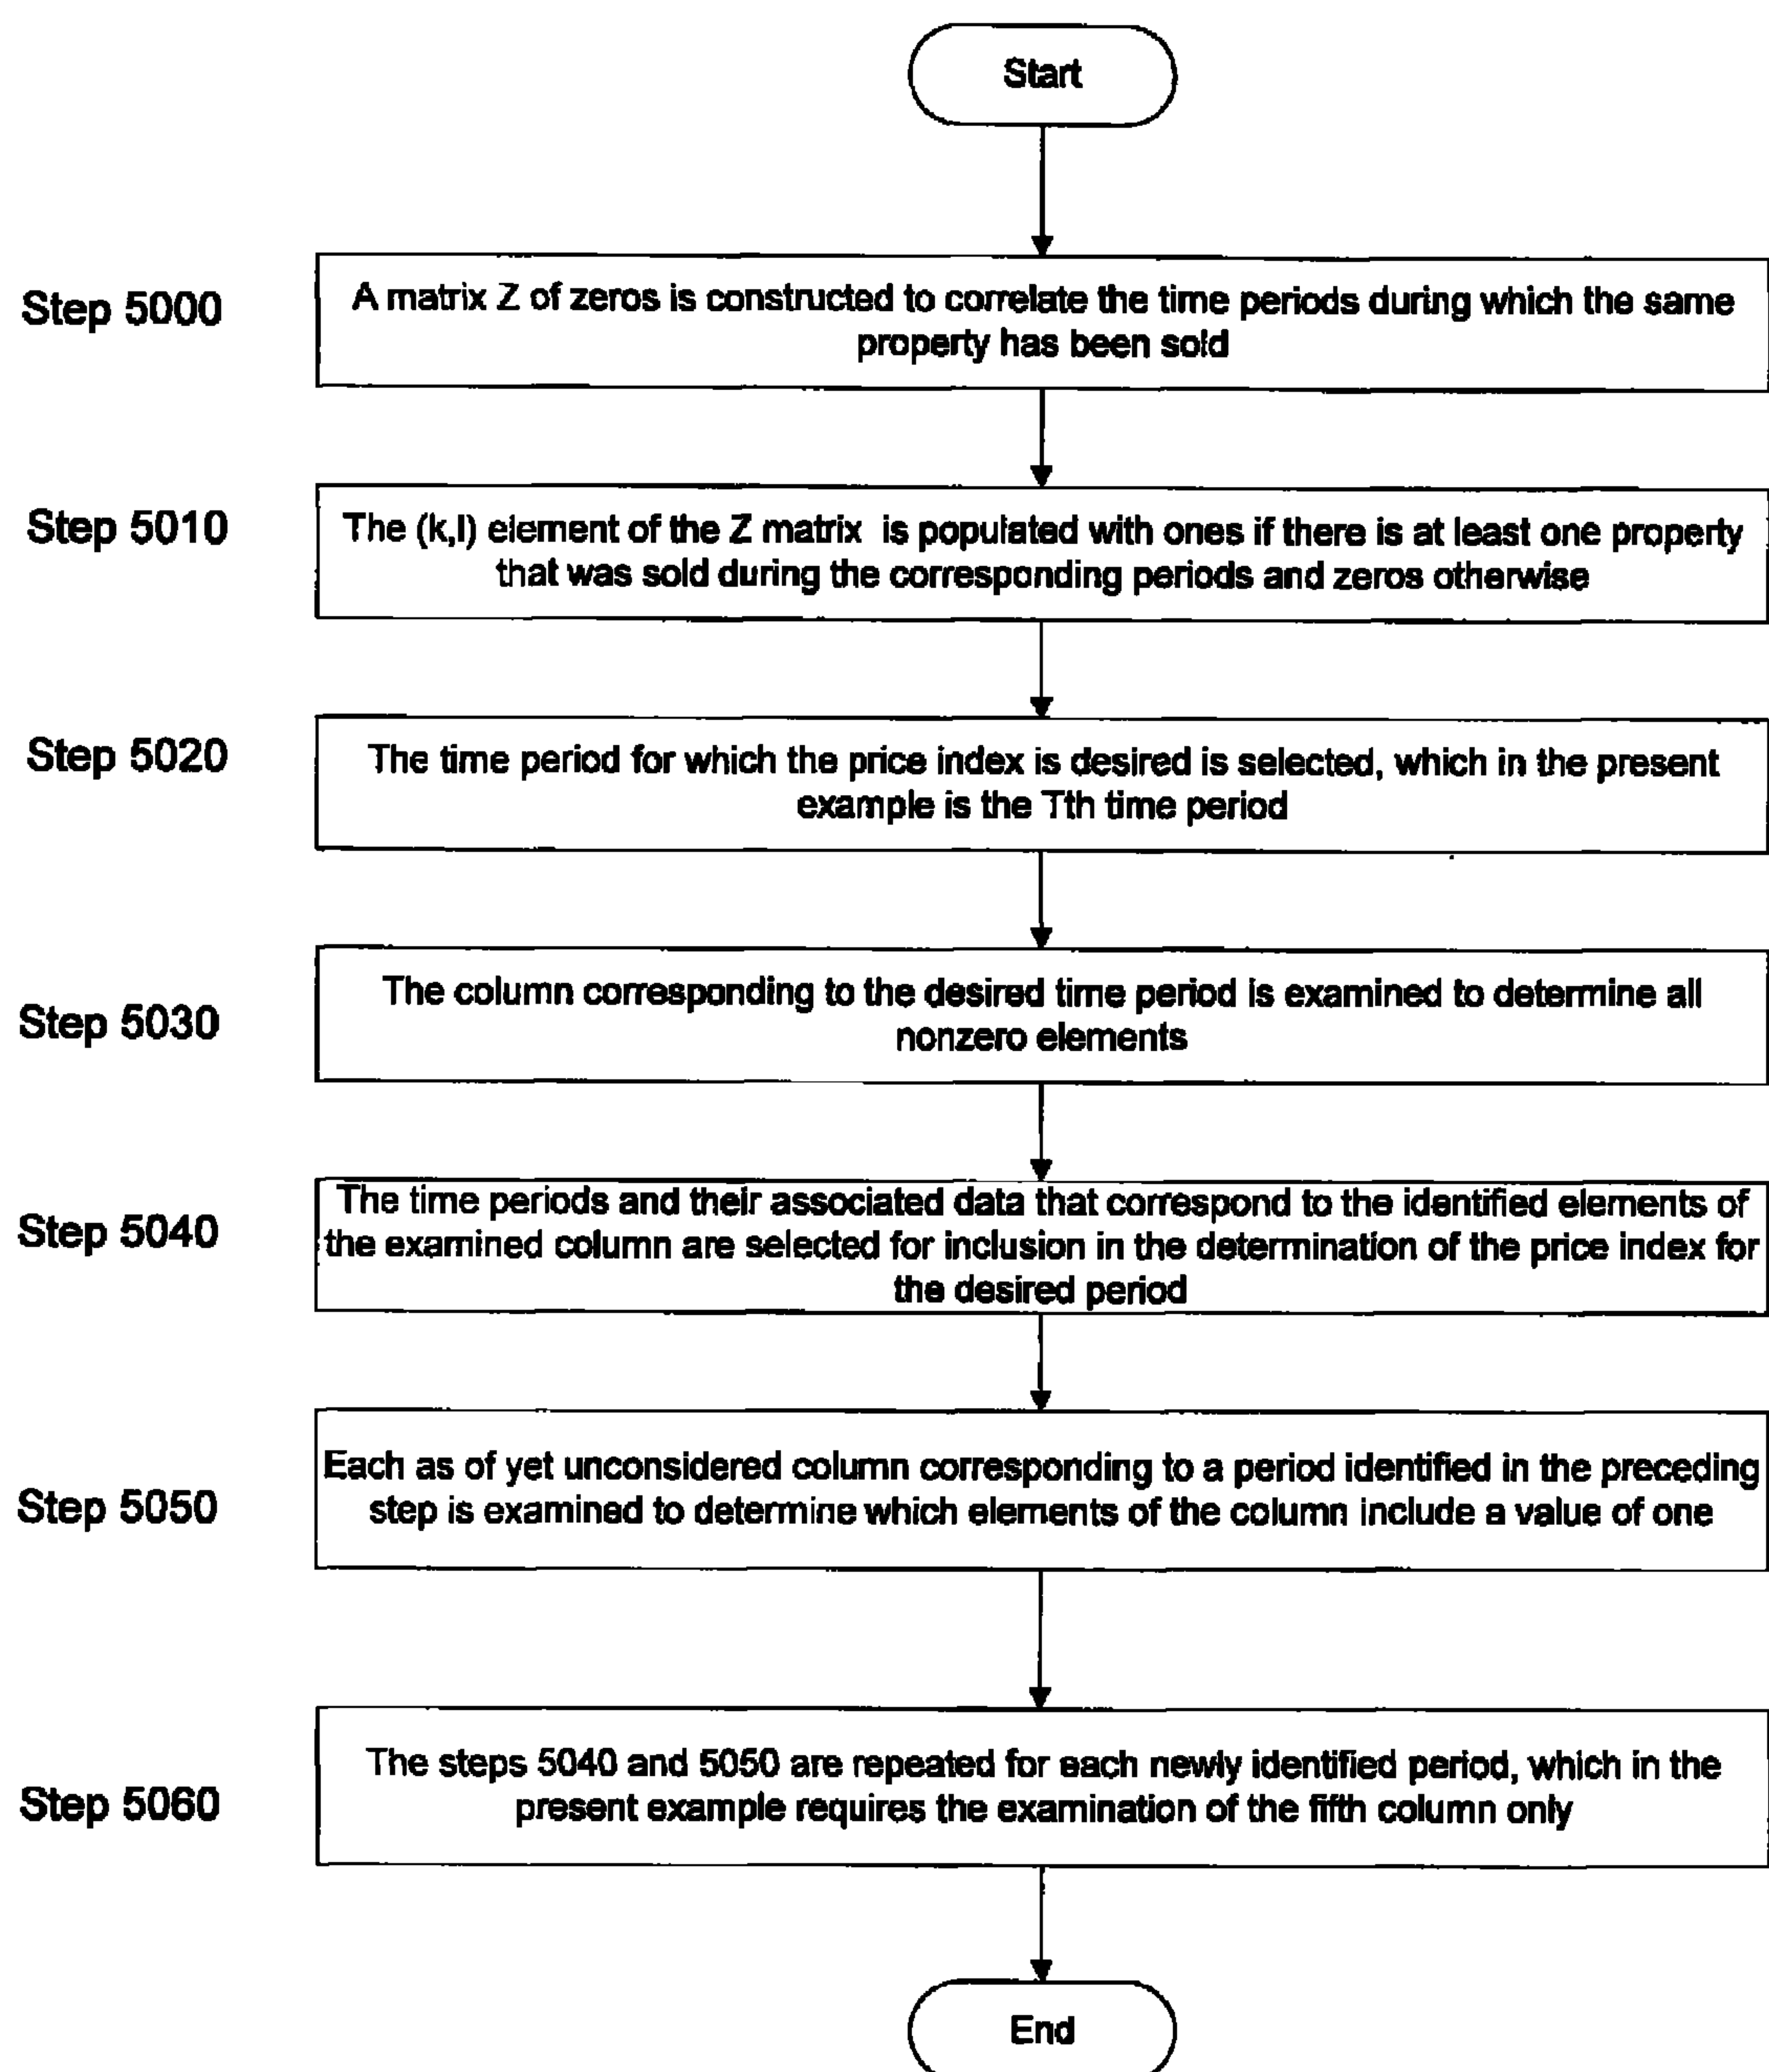 Start
Step 5000
A matrix Z of zeros is constructed to correlate the time periods during which the same
property has been sold
Step 5010
The (k,l) element of the Z matrix is populated with ones if there is at least one property
that was sold during the corresponding periods and zeros otherwise
Step 5020
The time period for which the price index is desired is selected, which in the present
example is the Tth time period
Step 5030
The column corresponding to the desired time period is examined to determine all
nonzero elements
Step 5040
The time periods and their associated data that correspond to the identified elements of
the examined column are selected for inclusion in the determination of the price index for
the desired period
Step 5050
Each as of yet unconsidered column corresponding to a period identified in the preceding
step is examined to determine which elements of the column include a value of one
Step 5060
The steps 5040 and 5050 are repeated for each newly identified period, which in the
present example requires the examination of the fifth column only
End